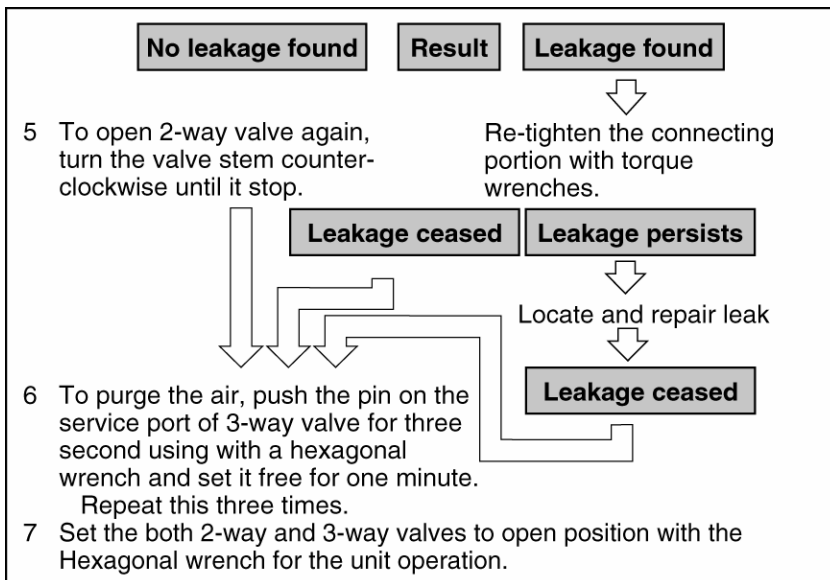 No leakage found
Result
Leakage found
5 To open 2-way valve again,
turn the valve stem counter-
clockwise until it stop.
Re-tighten the connecting
portion with torque
wrenches.
Leakage ceased
Leakage persists
Locate and repair leak
Leakage ceased
6 To purge the air, push the pin on the
service port of 3-way valve for three
second using with a hexagonal
wrench and set it free for one minute.
Repeat this three times.
7 Set the both 2-way and 3-way valves to open position with the
Hexagonal wrench for the unit operation.